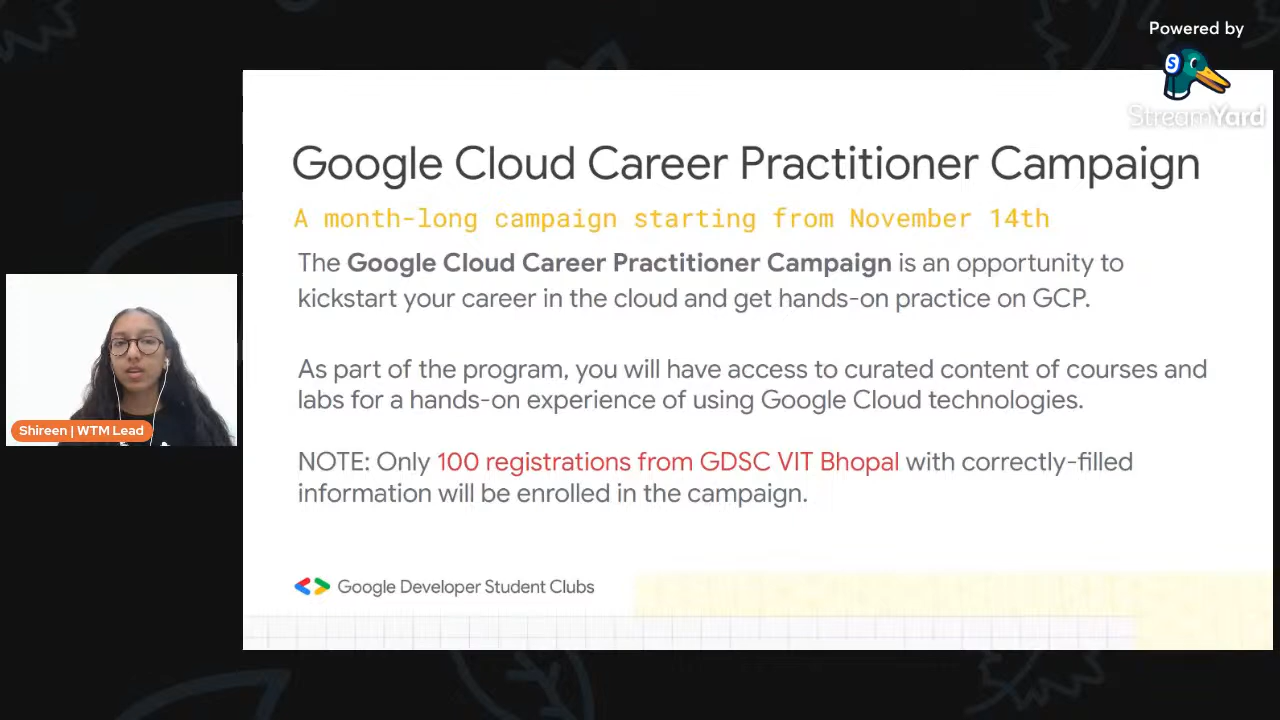 Powered by
S
StreamYard
Google Cloud Career Practitioner Campaign
A month-long campaign starting from November 14th
The Google Cloud Career Practitioner Campaign is an opportunity to
kickstart your career in the cloud and get hands-on practice on GCP.
As part of the program, you will have access to curated content of courses and
labs for a hands-on experience of using Google Cloud technologies.
NOTE: Only 100 registrations from GDSC VIT Bhopal with correctly-filled
information will be enrolled in the campaign.
Google Developer Student Clubs
Shireen | WTM Lead